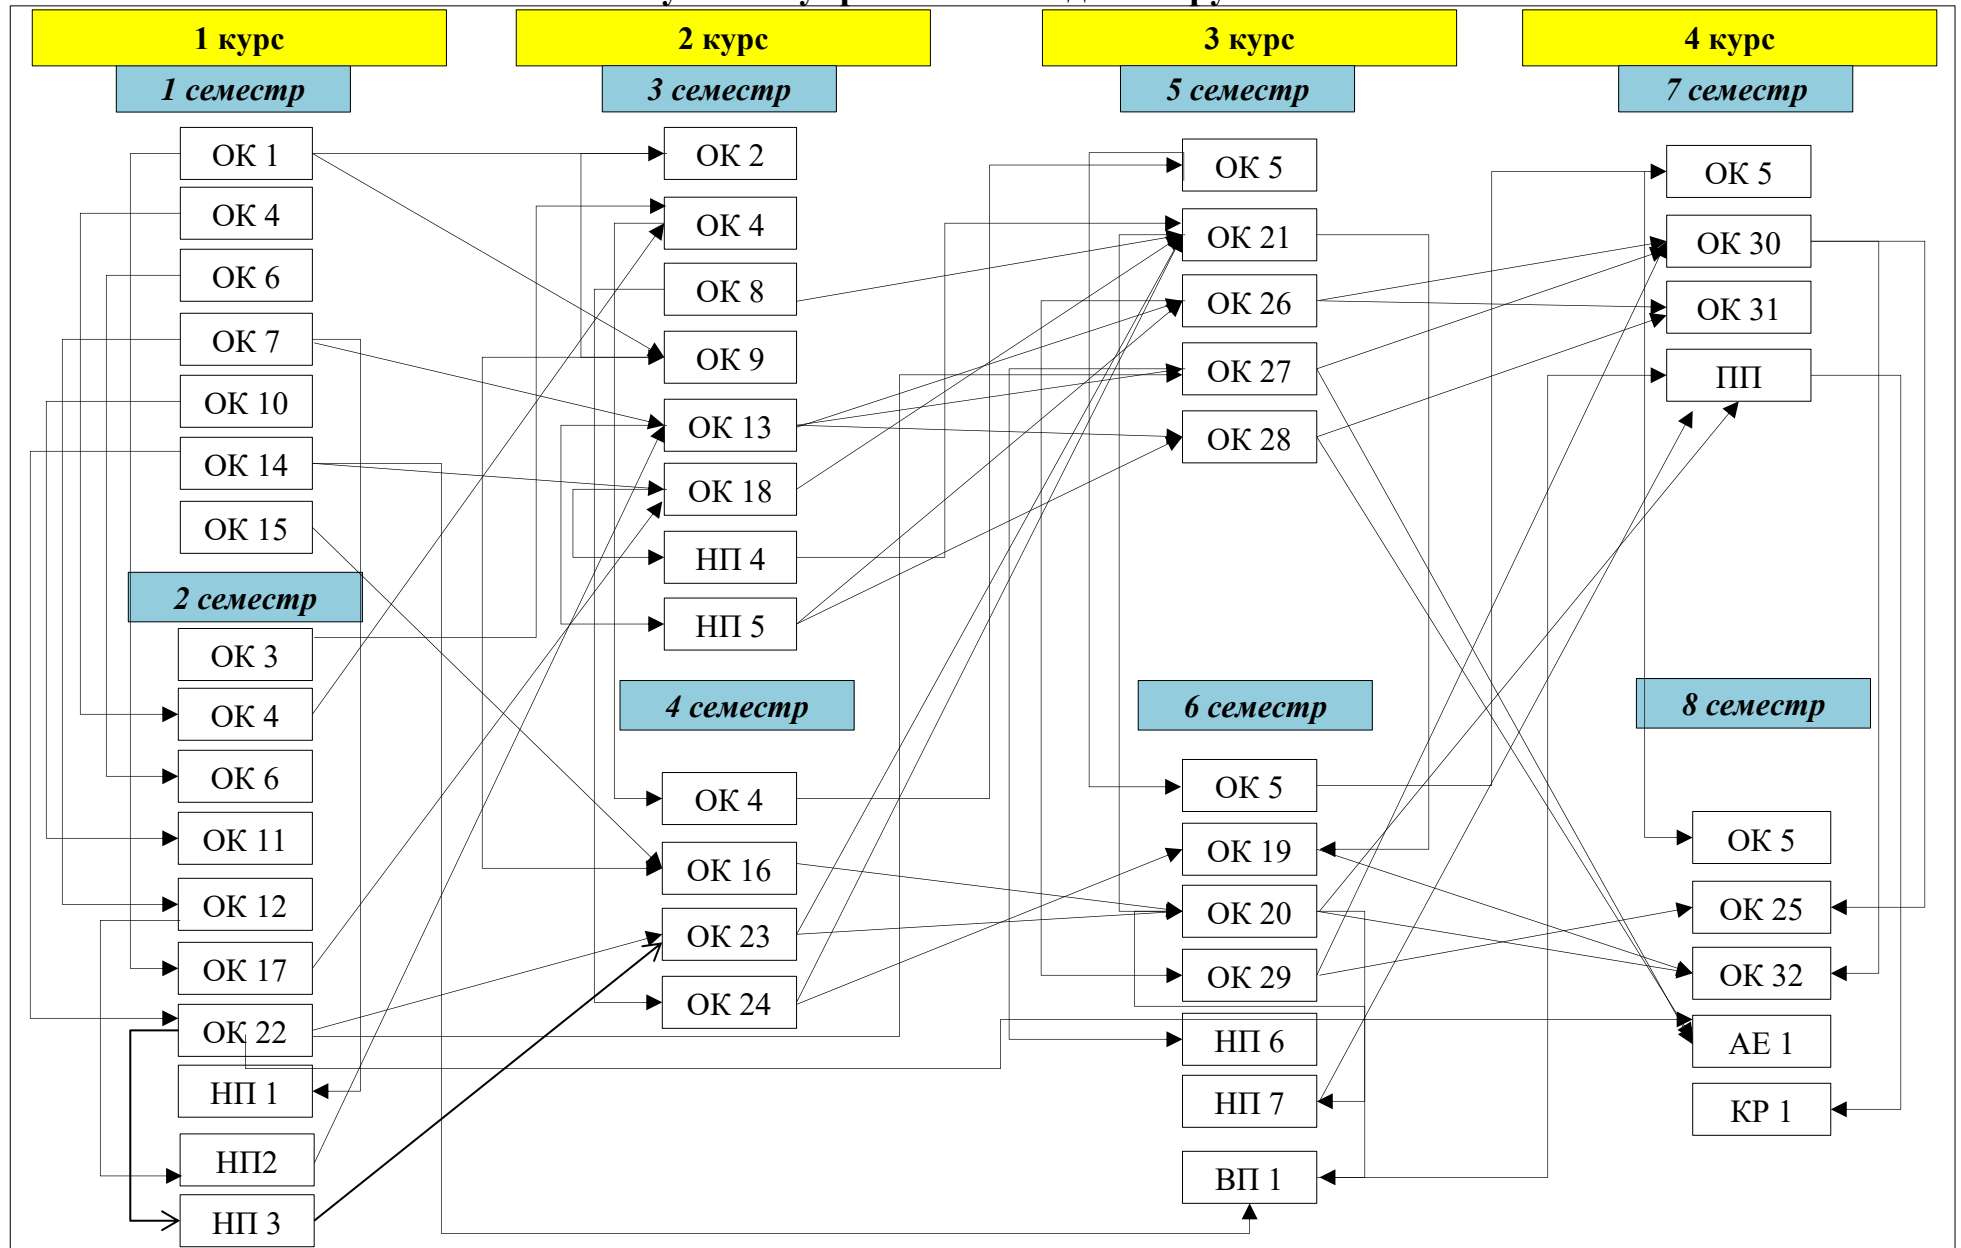 1 курс
1 семестр
ОК 1
ОК 4
ОК 6
ОК 7
ОК 10
ОК 14
ОК 15
2 семестр
ОК 3
ОК 4
ОК 6
ОК 11
ОК 12
ОК 17
ОК 22
НП 1
НП2
НП 3
2 курс
3 семестр
ОК 2
ОК 4
ОК 8
ОК 9
ОК 13
ОК 18
НП 4
НП 5
4 семестр
ОК 4
ОК 16
ОК 23
ОК 24
3 курс
5 семестр
ОК 5
ОК 21
ОК 26
ОК 27
ОК 28
6 семестр
ОК 5
ОК 19
ОК 20
ОК 29
НП 6
НП 7
ВП 1
4 курс
7 семестр
ОК 5
ОК 30
ОК 31
ПП
8 семестр
ОК 5
ОК 25
ОК 32
АЕ 1
КР 1